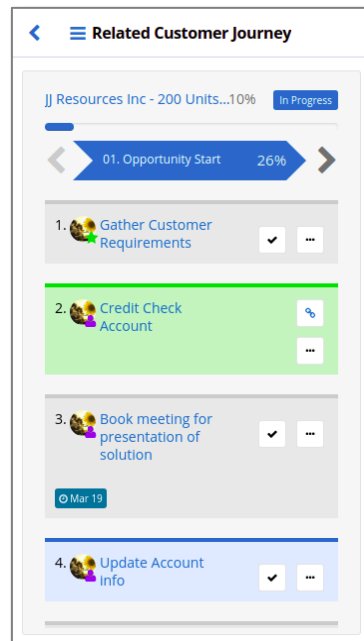 Related Customer Journey
JJ Resources Inc - 200 Units...10% In Progress
01. Opportunity Start 26%
1. Gather Customer
Requirements
2. Credit Check
Account
3. Book meeting for
presentation of
solution
Mar 19
4. Update Account
info